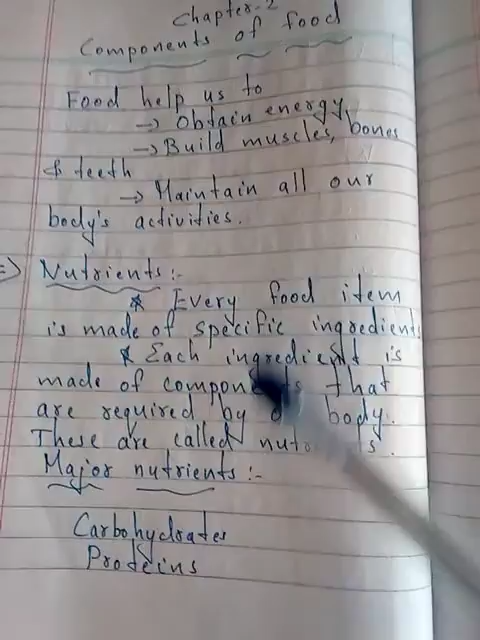 Chapter-2
Components of food
Food help us to
→ Obtain energy,
→ Build muscles, bones
& teeth
→ Maintain all our
body's activities.
⇒ Nutrients :-
* Every food item
is made of specific ingredients
* Each ingredient is
made of components that
are required by body.
These are called
Major nutrients :-
Carbohydrates
Proteins